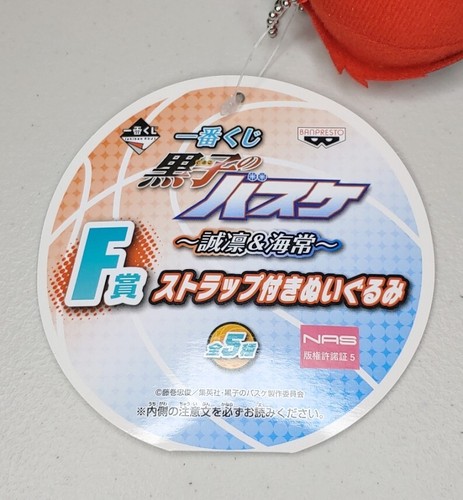 一番くじ
BANPRESTO
一番くじ
黒子の
バスケ
～誠凛&海常～
F賞 ストラップ付きぬいぐるみ
全5種
NAS
版権許諾証5
©藤巻忠俊／集英社・黒子のバスケ製作委員会
※内側の注意文を必ずお読みください。